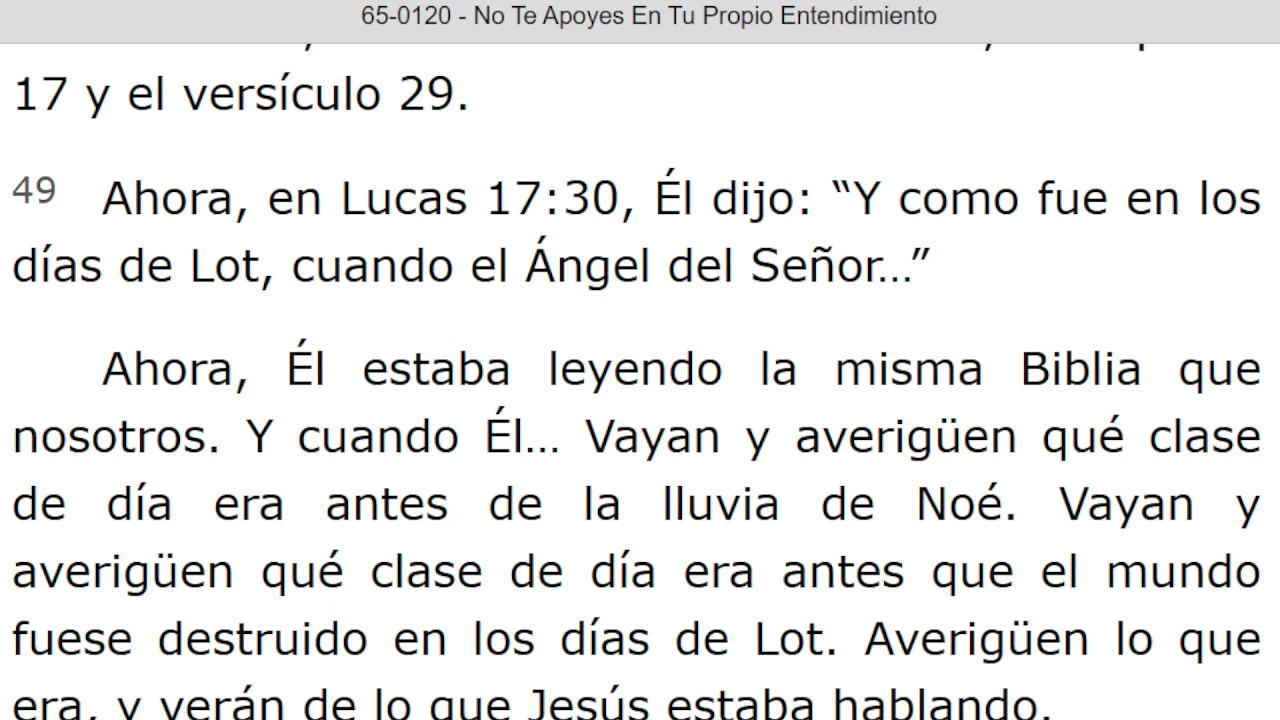 65-0120 - No Te Apoyes En Tu Propio Entendimiento
17 y el versículo 29.
49 Ahora, en Lucas 17:30, Él dijo: “Y como fue en los
días de Lot, cuando el Ángel del Señor…”
Ahora, Él estaba leyendo la misma Biblia que
nosotros. Y cuando Él… Vayan y averigüen qué clase
de día era antes de la lluvia de Noé. Vayan y
averigüen qué clase de día era antes que el mundo
fuese destruido en los días de Lot. Averigüen lo que
era, y verán de lo que Jesús estaba hablando.